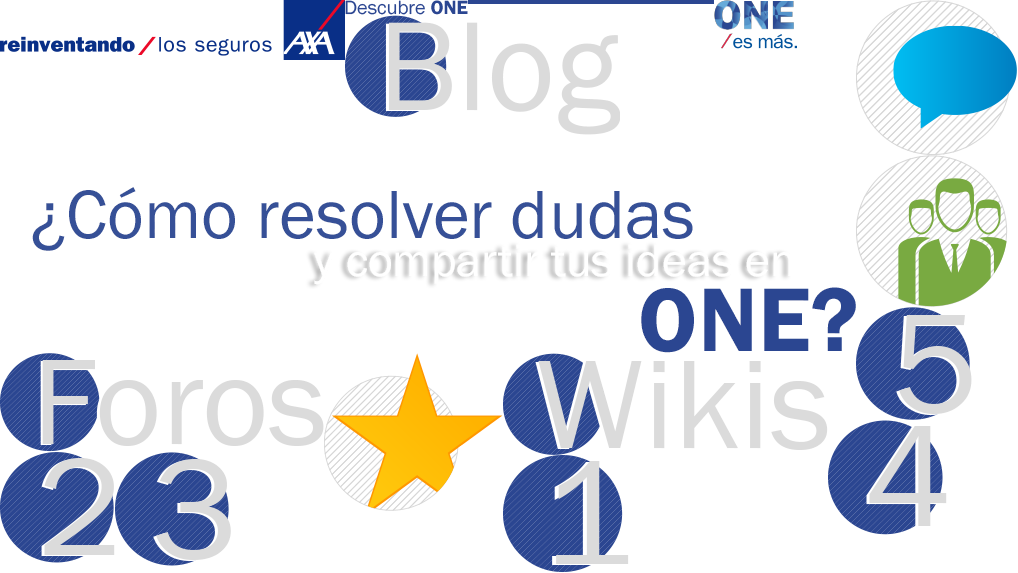 Descubre ONE
ONE
/es más.
reinventando / los seguros
AXA
Blog
¿Cómo resolver dudas
y compartir tus ideas en
ONE?
5
Foros
Wikis
4
2
3
1